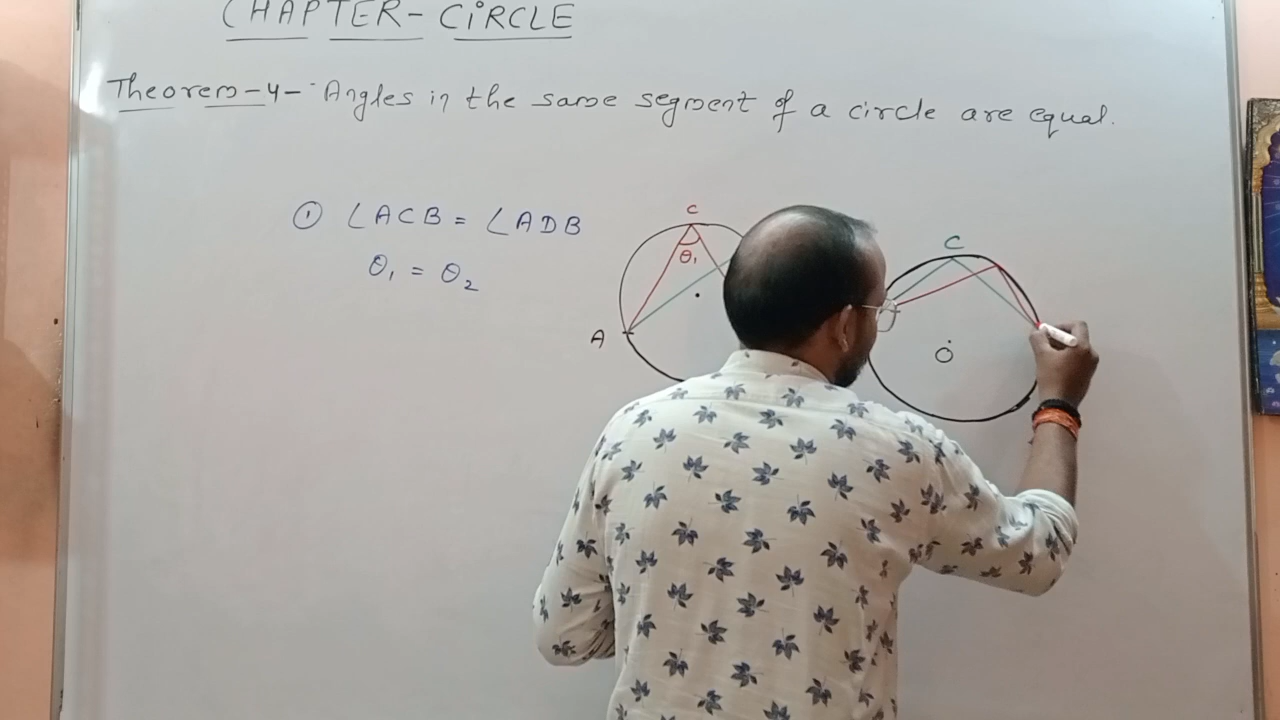 CHAPTER-CIRCLE
Theorem-4- Angles in the same segment of a circle are equal.
① ∠ACB = ∠ADB
θ₁ = θ₂
C
θ₁
A
C
O